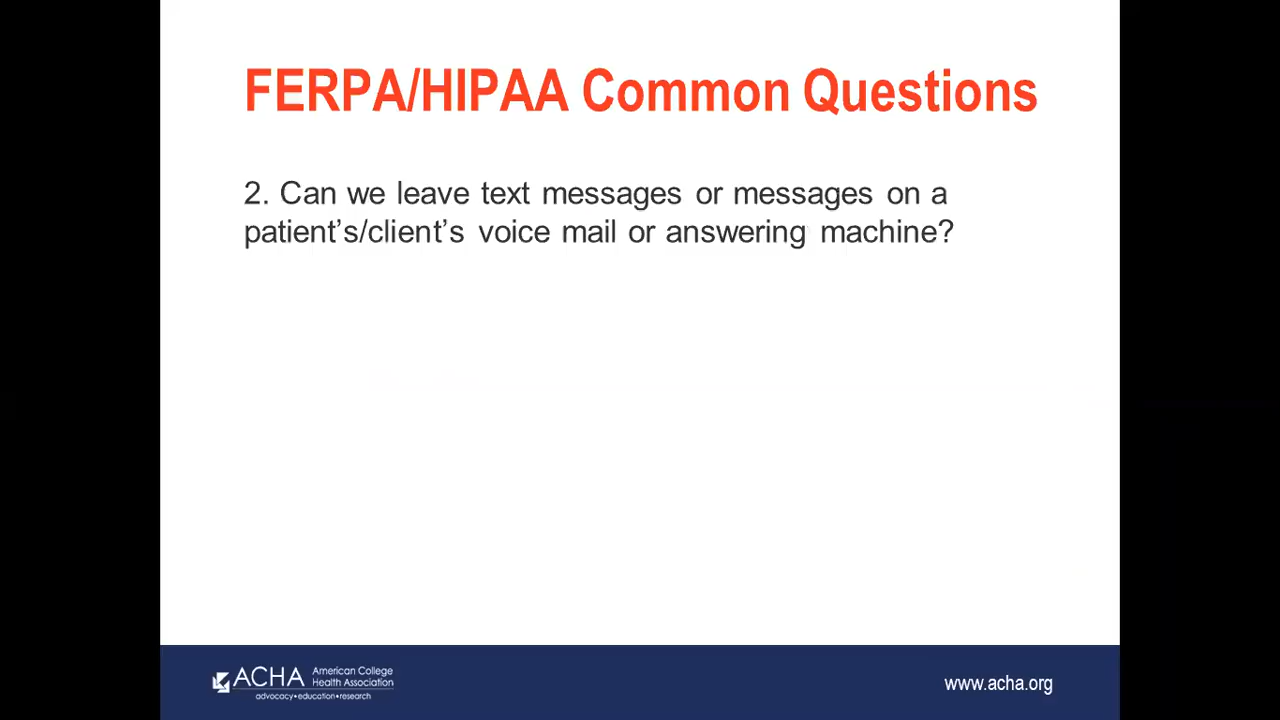 FERPA/HIPAA Common Questions
2. Can we leave text messages or messages on a
patient’s/client’s voice mail or answering machine?
ACHA
American College
Health Association
advocacy•education•research
www.acha.org